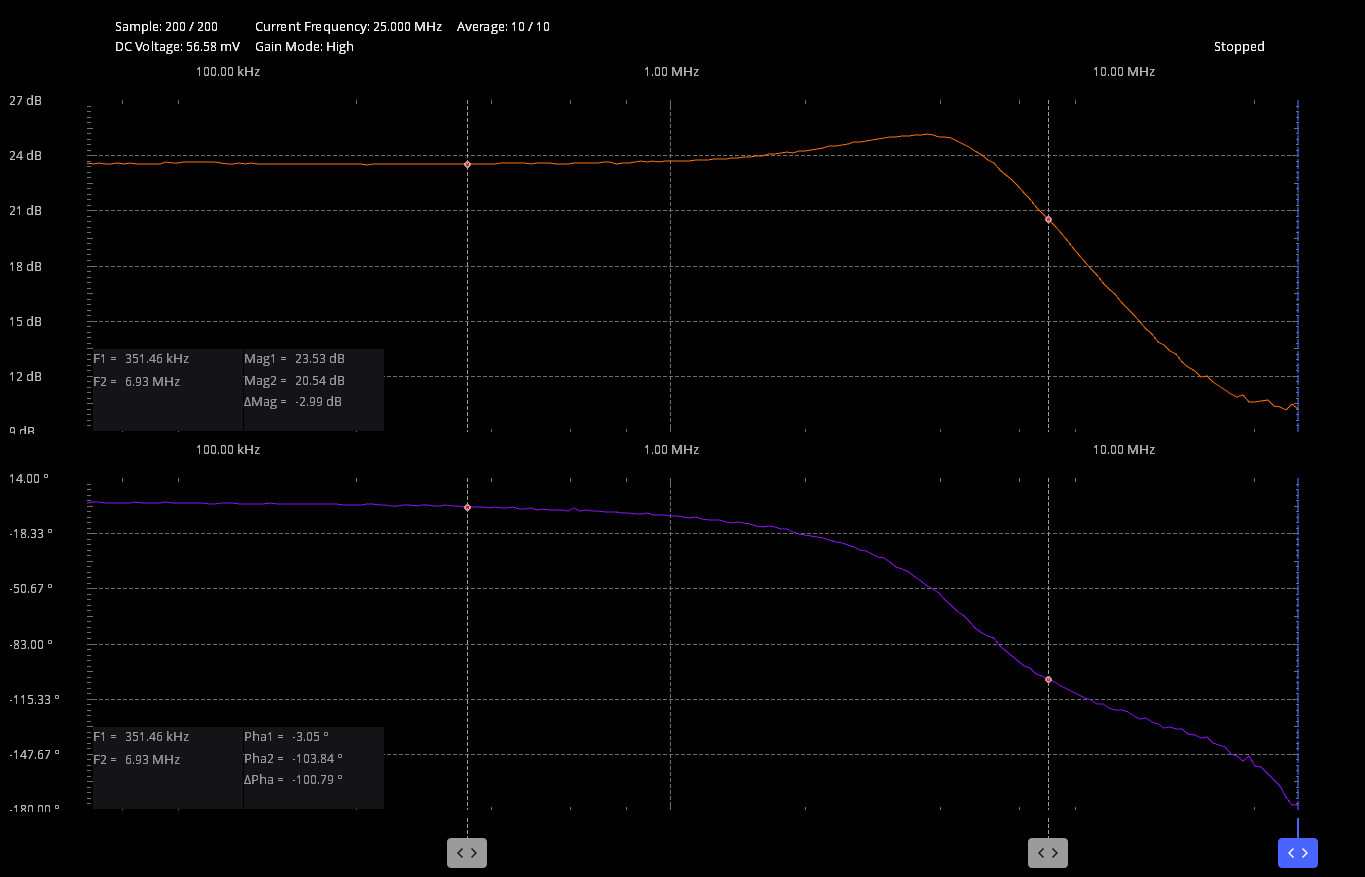 Sample: 200 / 200 Current Frequency: 25.000 MHz Average: 10 / 10
DC Voltage: 56.58 mV Gain Mode: High Stopped
100.00 kHz 1.00 MHz 10.00 MHz
27 dB
24 dB
21 dB
18 dB
15 dB
12 dB
9 dB
F1 = 351.46 kHz Mag1 = 23.53 dB
F2 = 6.93 MHz Mag2 = 20.54 dB
ΔMag = -2.99 dB
100.00 kHz 1.00 MHz 10.00 MHz
14.00 °
-18.33 °
-50.67 °
-83.00 °
-115.33 °
-147.67 °
-180.00 °
F1 = 351.46 kHz Pha1 = -3.05 °
F2 = 6.93 MHz Pha2 = -103.84 °
ΔPha = -100.79 °